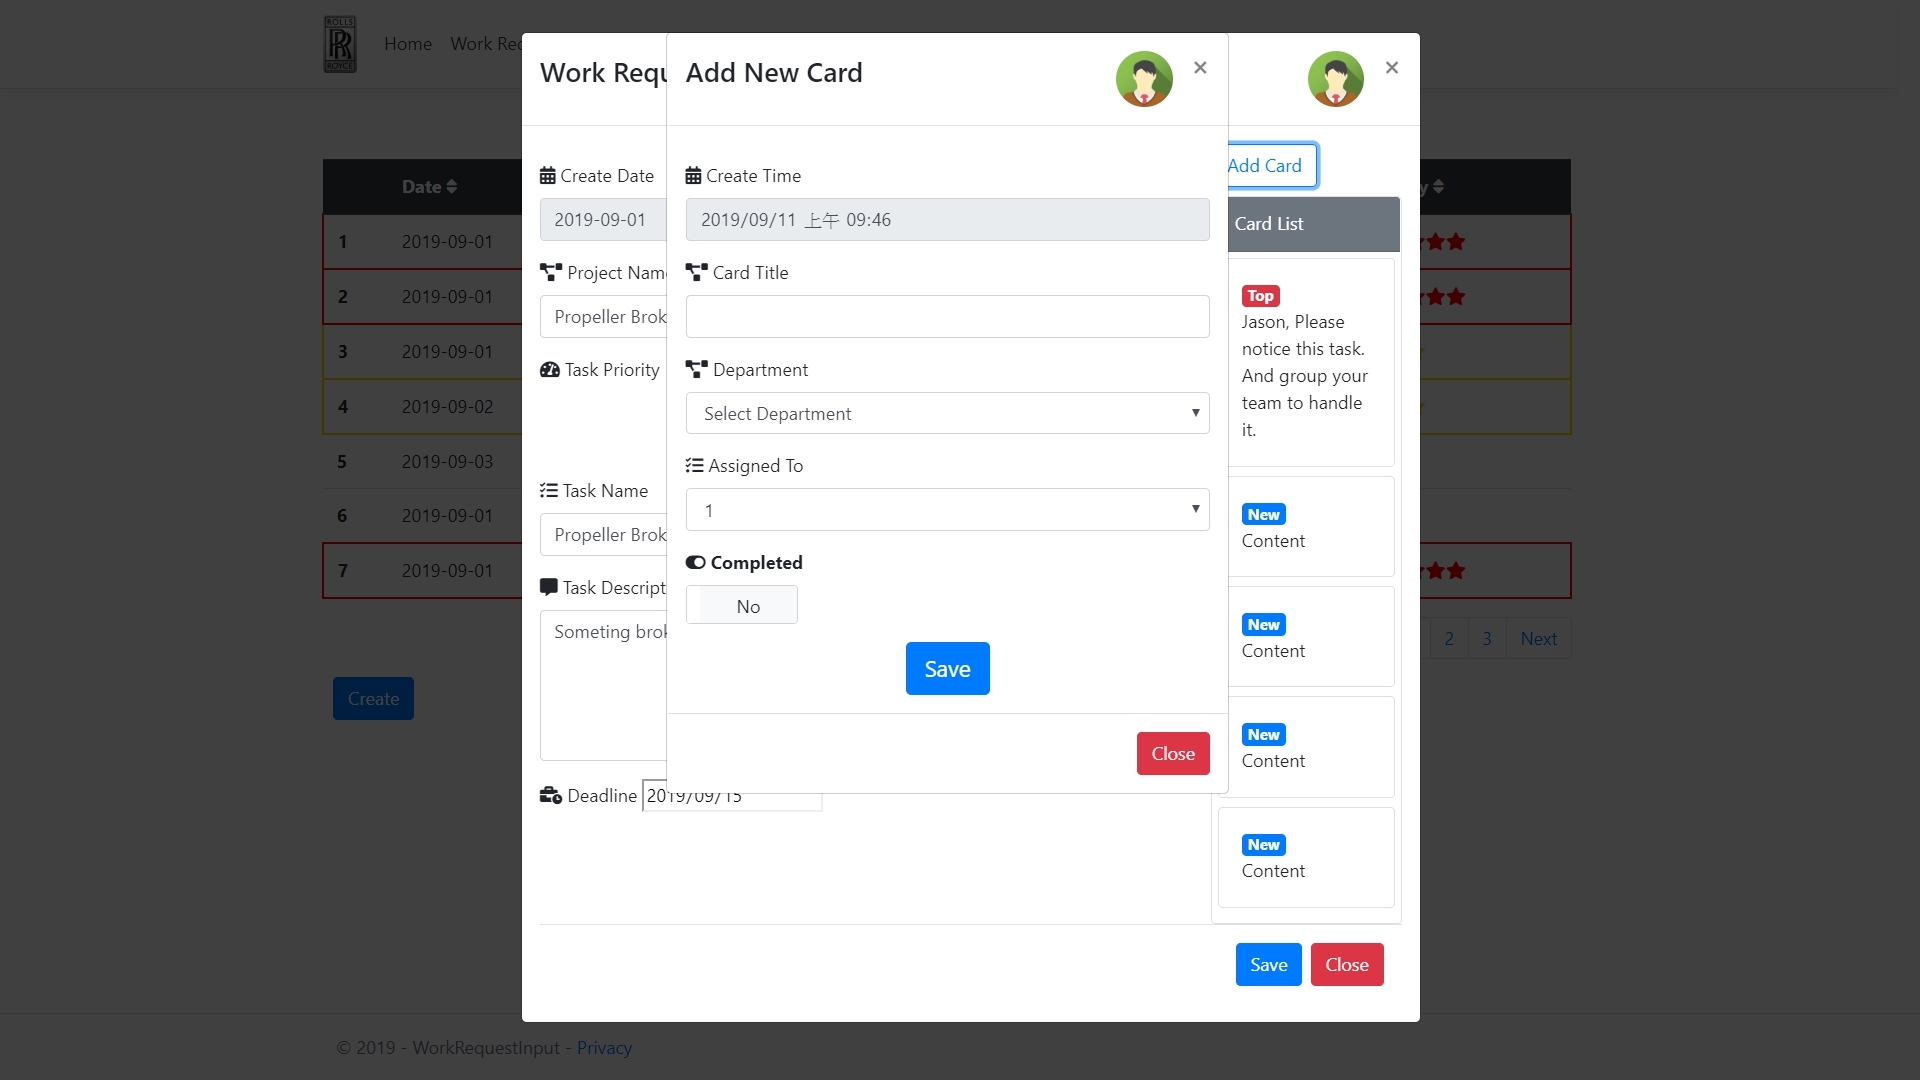 ROLLS
RR
ROYCE
Home Work Req
Work Requ
Add New Card
×
×
Date
1 2019-09-01
2 2019-09-01
3 2019-09-01
4 2019-09-02
5 2019-09-03
6 2019-09-01
7 2019-09-01
2 3 Next
Create
Create Date
2019-09-01
Project Name
Propeller Brok
Task Priority
Task Name
Propeller Brok
Task Descript
Someting brok
Deadline 2019/09/15
Create Time
2019/09/11 上午 09:46
Card Title
Department
Select Department
Assigned To
1
Completed
No
Save
Close
Add Card
Card List
Top
Jason, Please
notice this task.
And group your
team to handle
it.
New
Content
New
Content
New
Content
New
Content
Save Close
© 2019 - WorkRequestInput - Privacy